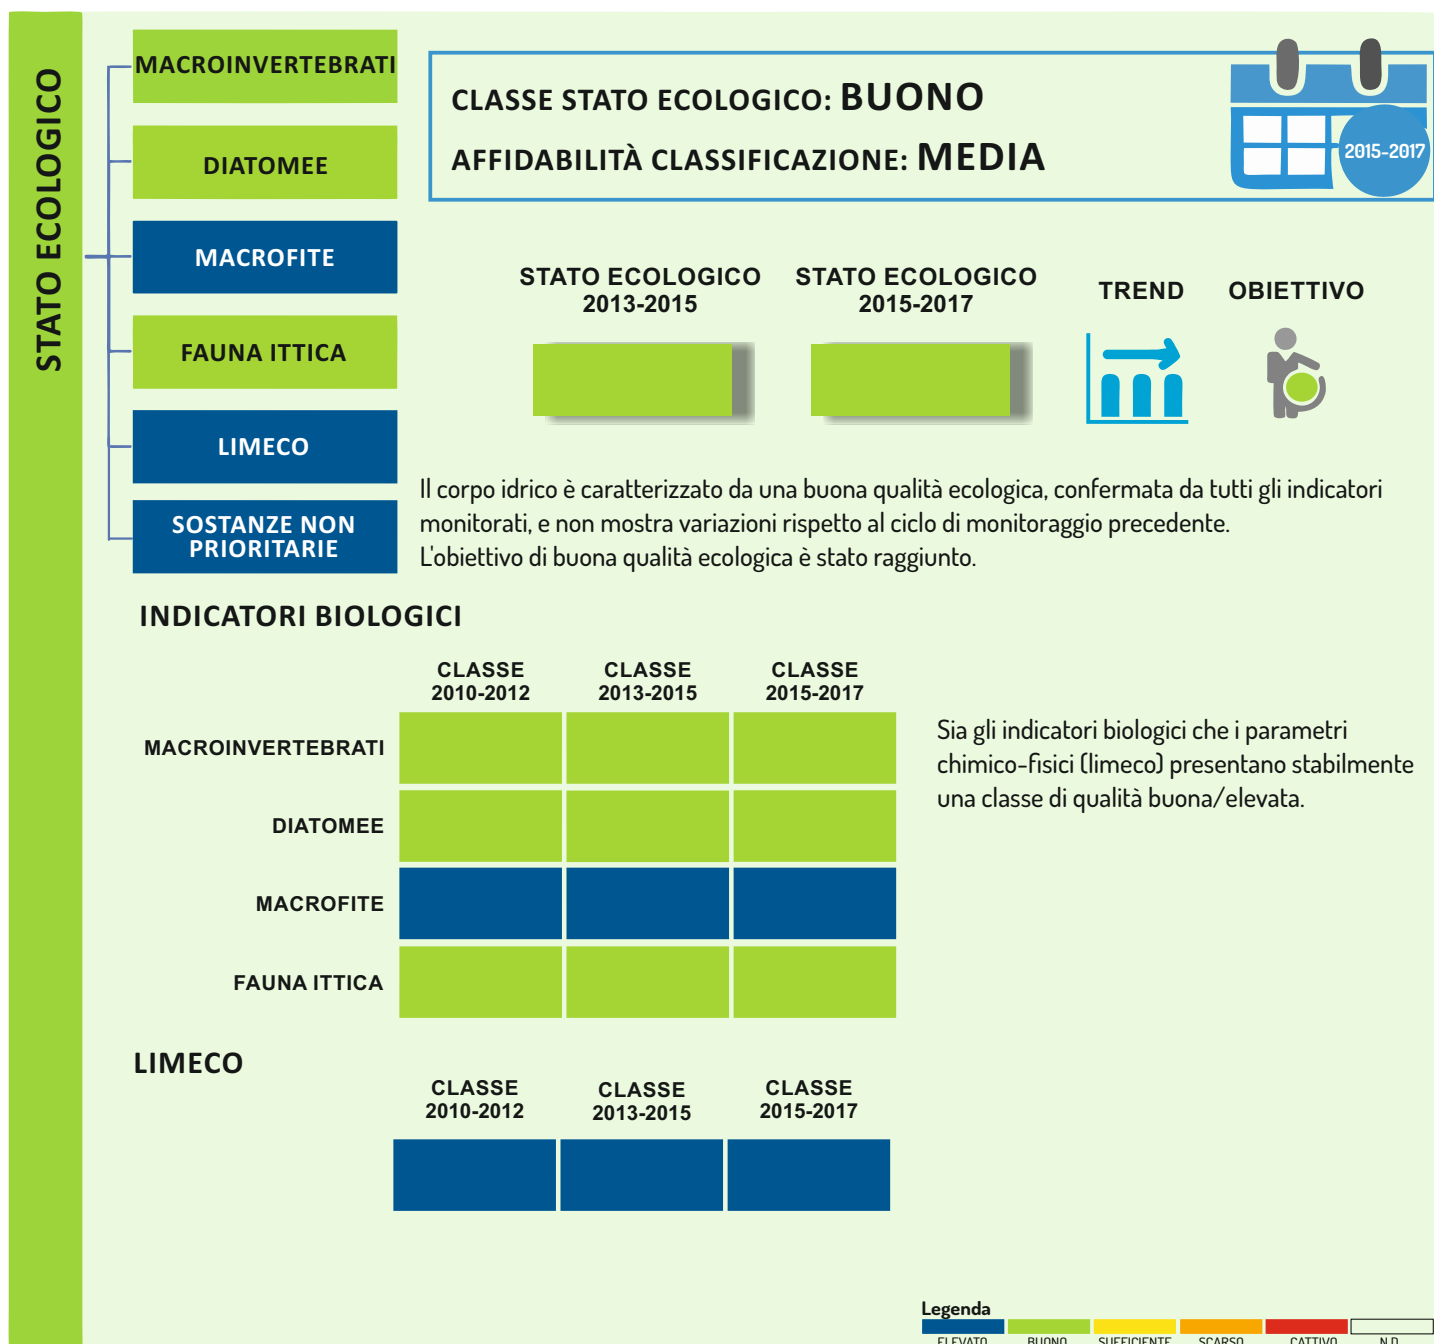 STATO ECOLOGICO
MACROINVERTEBRATI
DIATOMEE
MACROFITE
FAUNA ITTICA
LIMECO
SOSTANZE NON
PRIORITARIE
CLASSE STATO ECOLOGICO: BUONO
AFFIDABILITÀ CLASSIFICAZIONE: MEDIA
2015-2017
STATO ECOLOGICO
2013-2015
STATO ECOLOGICO
2015-2017
TREND
OBIETTIVO
Il corpo idrico è caratterizzato da una buona qualità ecologica, confermata da tutti gli indicatori
monitorati, e non mostra variazioni rispetto al ciclo di monitoraggio precedente.
L'obiettivo di buona qualità ecologica è stato raggiunto.
INDICATORI BIOLOGICI
CLASSE
2010-2012
CLASSE
2013-2015
CLASSE
2015-2017
MACROINVERTEBRATI
DIATOMEE
MACROFITE
FAUNA ITTICA
Sia gli indicatori biologici che i parametri
chimico-fisici (limeco) presentano stabilmente
una classe di qualità buona/elevata.
LIMECO
CLASSE
2010-2012
CLASSE
2013-2015
CLASSE
2015-2017
Legenda
ELEVATO
BUONO
SUFFICIENTE
SCARSO
CATTIVO
N.D.